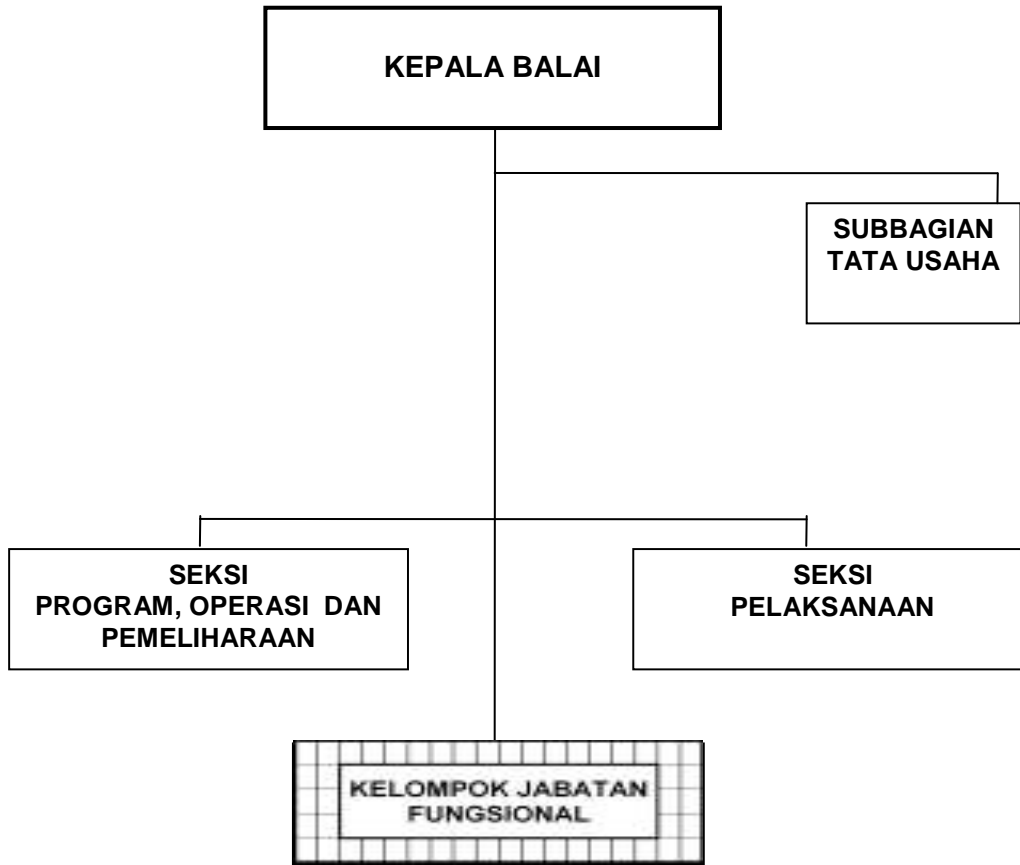 KEPALA BALAI
SUBBAGIAN
TATA USAHA
SEKSI
PROGRAM, OPERASI DAN
PEMELIHARAAN
SEKSI
PELAKSANAAN
KELOMPOK JABATAN
FUNGSIONAL